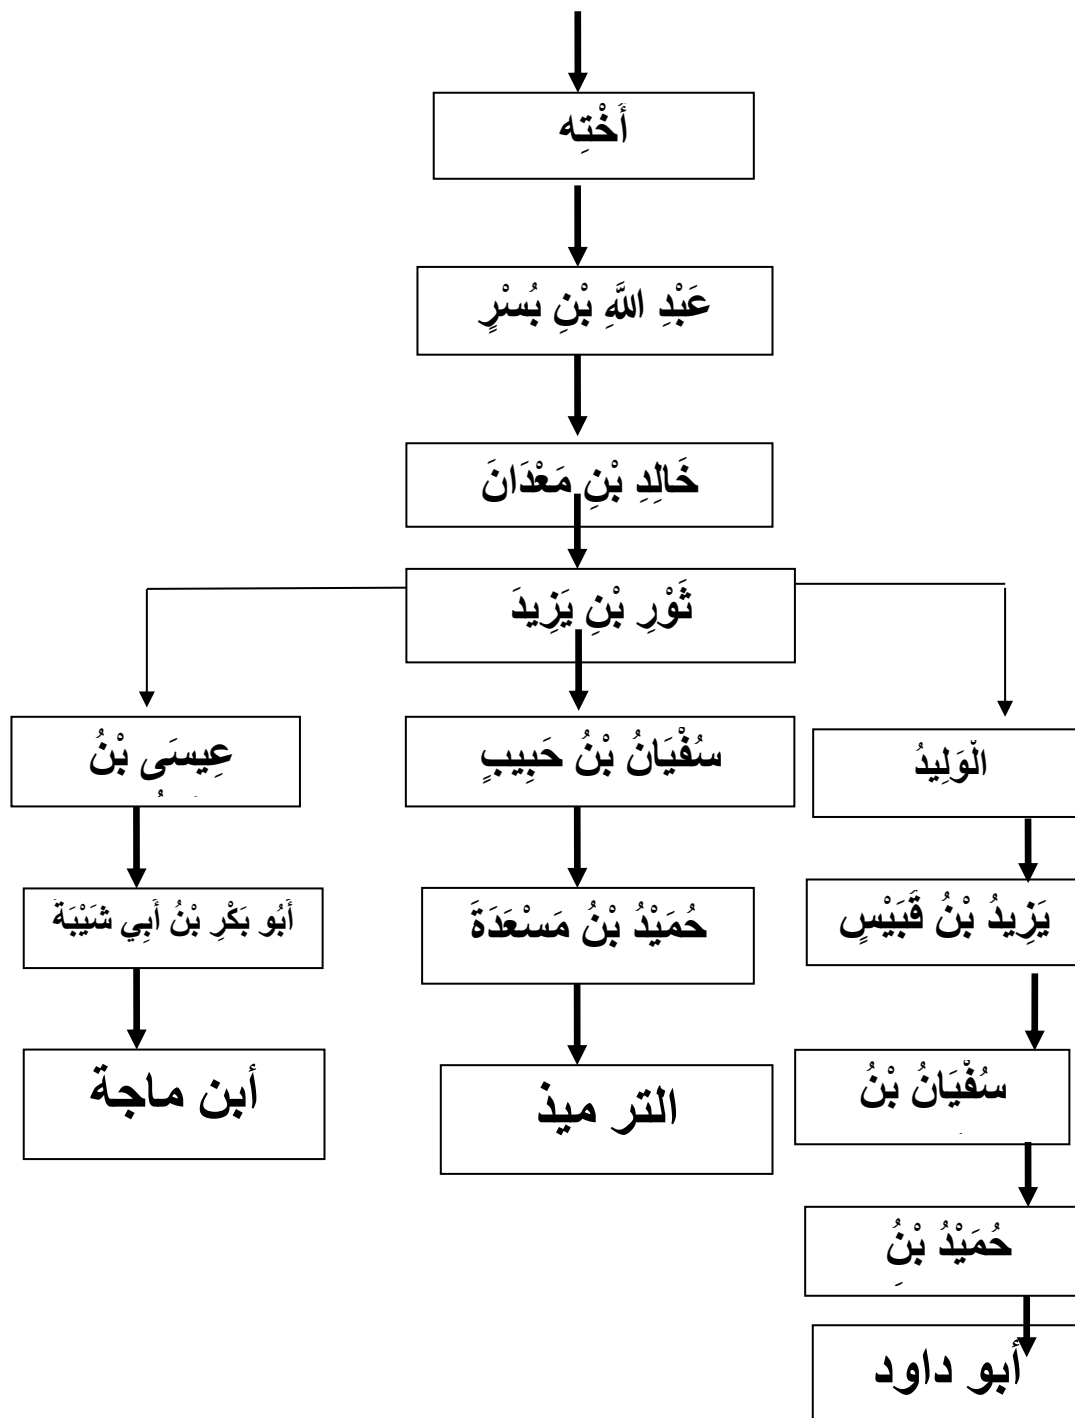 أُخْتِه
عَبْدِ اللَّهِ بْنِ بُسْرٍ
خَالِدِ بْنِ مَعْدَانَ
ثَوْرِ بْنِ يَزِيدَ
عِيسَى بْنُ
سُفْيَانُ بْنُ حَبِيبٍ
الْوَلِيدُ
أَبُو بَكْرِ بْنُ أَبِي شَيْبَةَ
حُمَيْدُ بْنُ مَسْعَدَةَ
يَزِيدُ بْنُ قُبَيْسٍ
أبن ماجة
التر ميذ
سُفْيَانُ بْنُ
حُمَيْدُ بْنُ
أبو داود